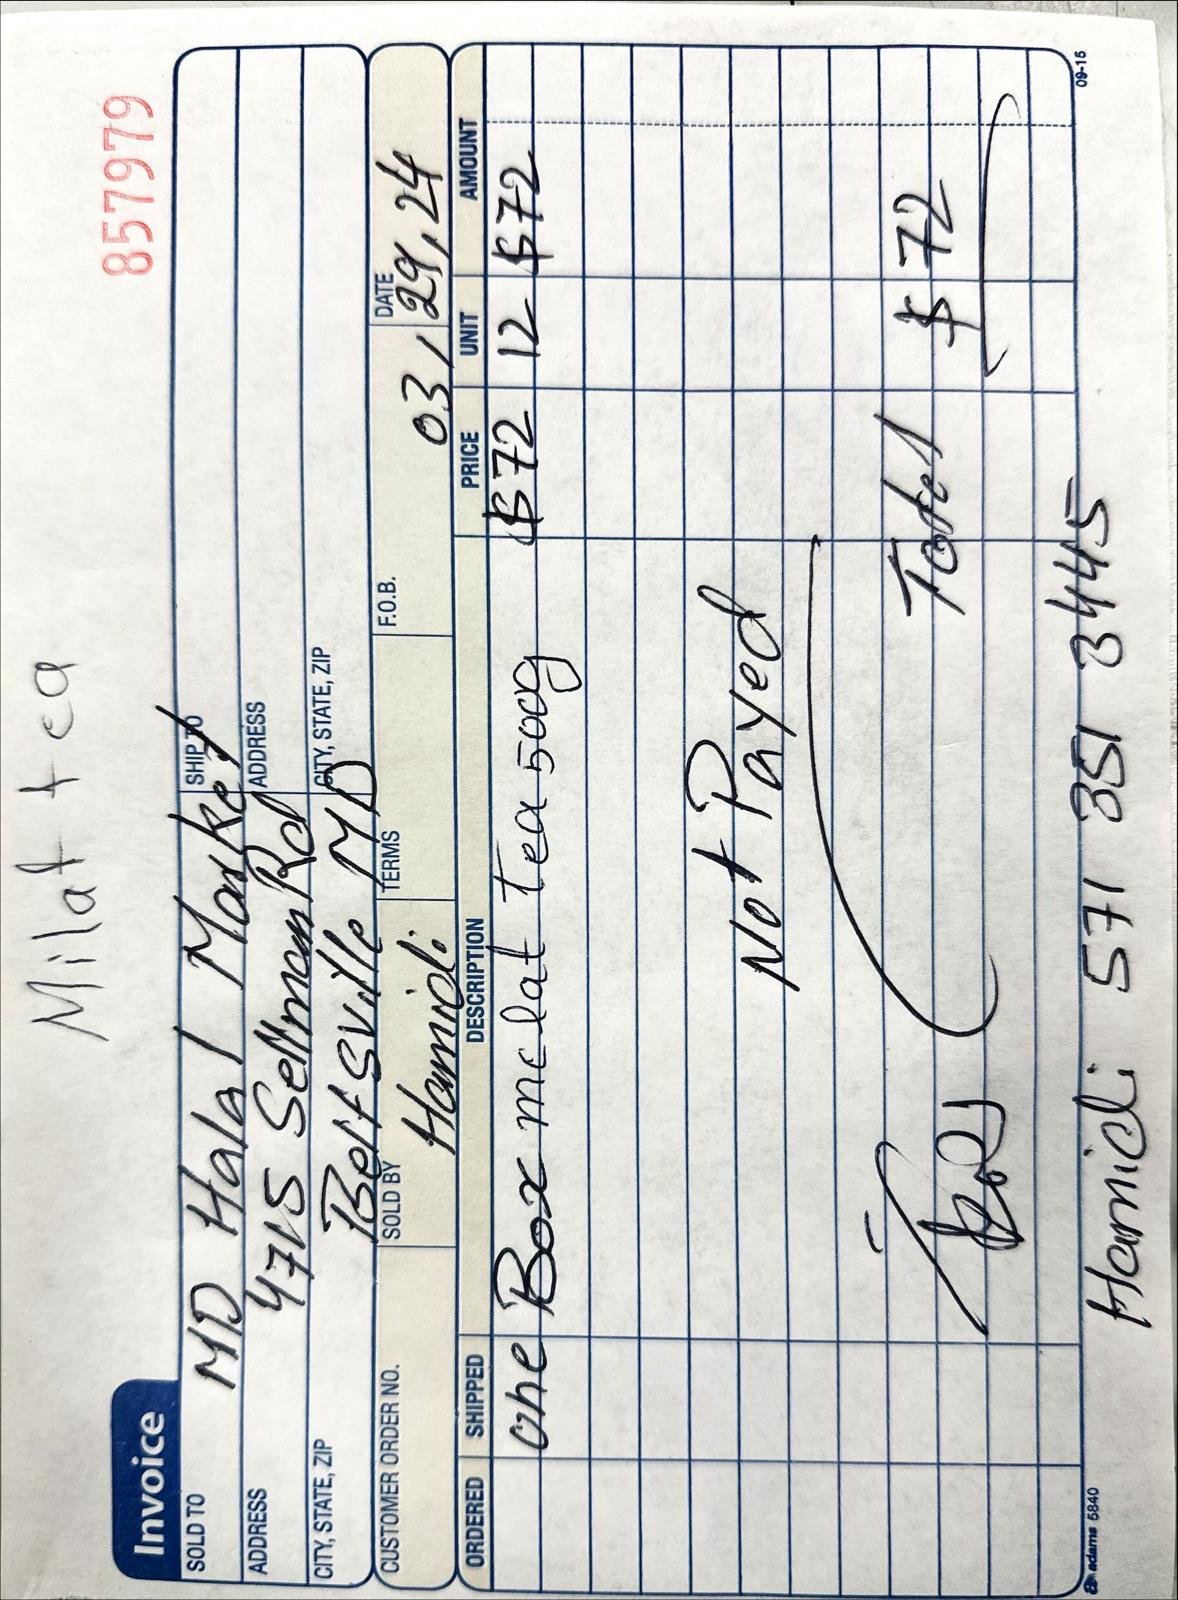 Milat tea
857979
Invoice
SOLD TO MD Halal Market SHIP TO
ADDRESS 4715 Sellman Rd ADDRESS
CITY, STATE, ZIP Beltsville MD CITY, STATE, ZIP
CUSTOMER ORDER NO. SOLD BY Hamidi TERMS F.O.B. DATE 03, 29, 24
ORDERED SHIPPED DESCRIPTION PRICE UNIT AMOUNT
one Box melat Tea 500g $72 12 $72
Not Payed
Total $72
adams 5840 09-15
Hamidi 571 351 3445